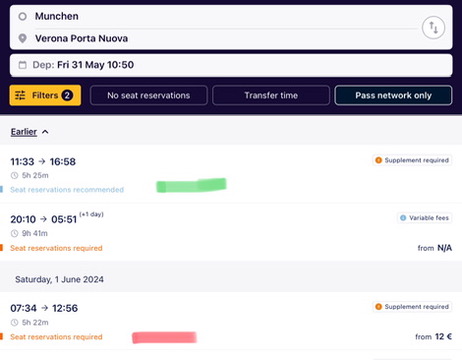 Munchen
Verona Porta Nuova
Dep: Fri 31 May 10:50
Filters 2
No seat reservations
Transfer time
Pass network only
Earlier
11:33 → 16:58
Supplement required
5h 25m
Seat reservations recommended
20:10 → 05:51 (+1 day)
Variable fees
9h 41m
Seat reservations required
from N/A
Saturday, 1 June 2024
07:34 → 12:56
Supplement required
5h 22m
Seat reservations required
from 12 €